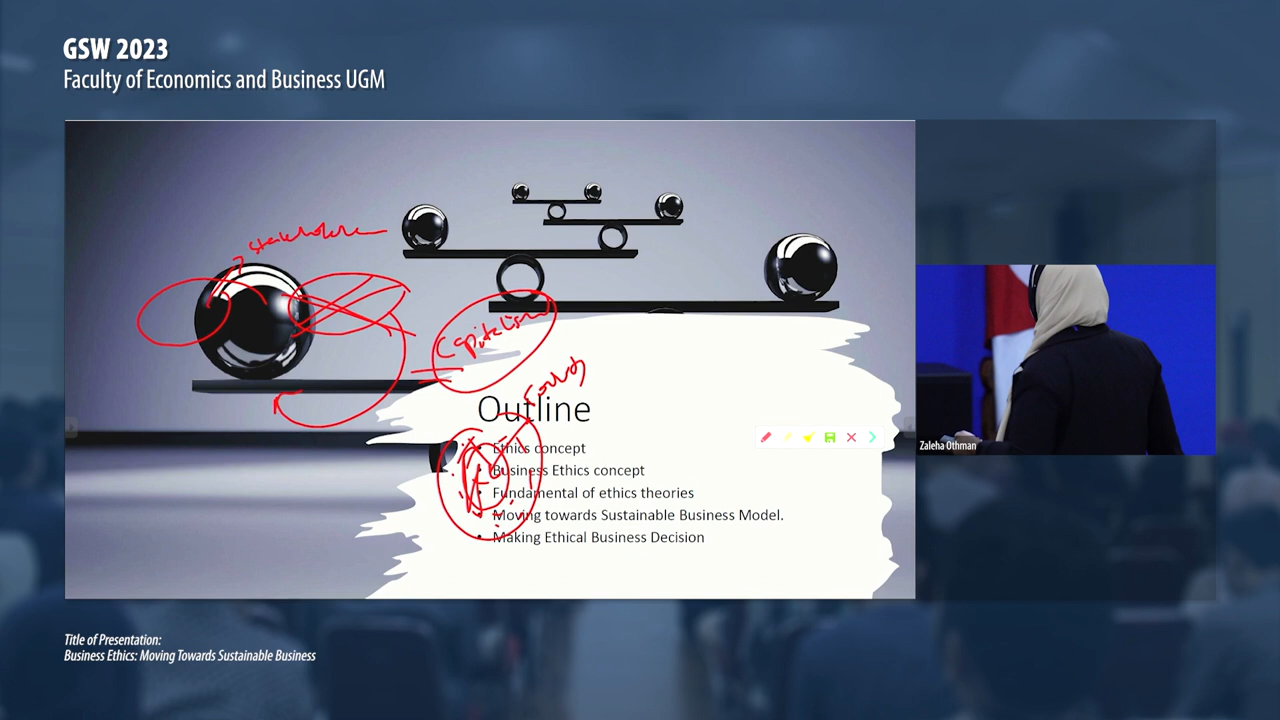 GSW 2023
Faculty of Economics and Business UGM
stakeholder
Capitalism
Outline
• Ethics concept
• Business Ethics concept
• Fundamental of ethics theories
• Moving towards Sustainable Business Model.
• Making Ethical Business Decision
Zaleha Othman
Title of Presentation:
Business Ethics: Moving Towards Sustainable Business